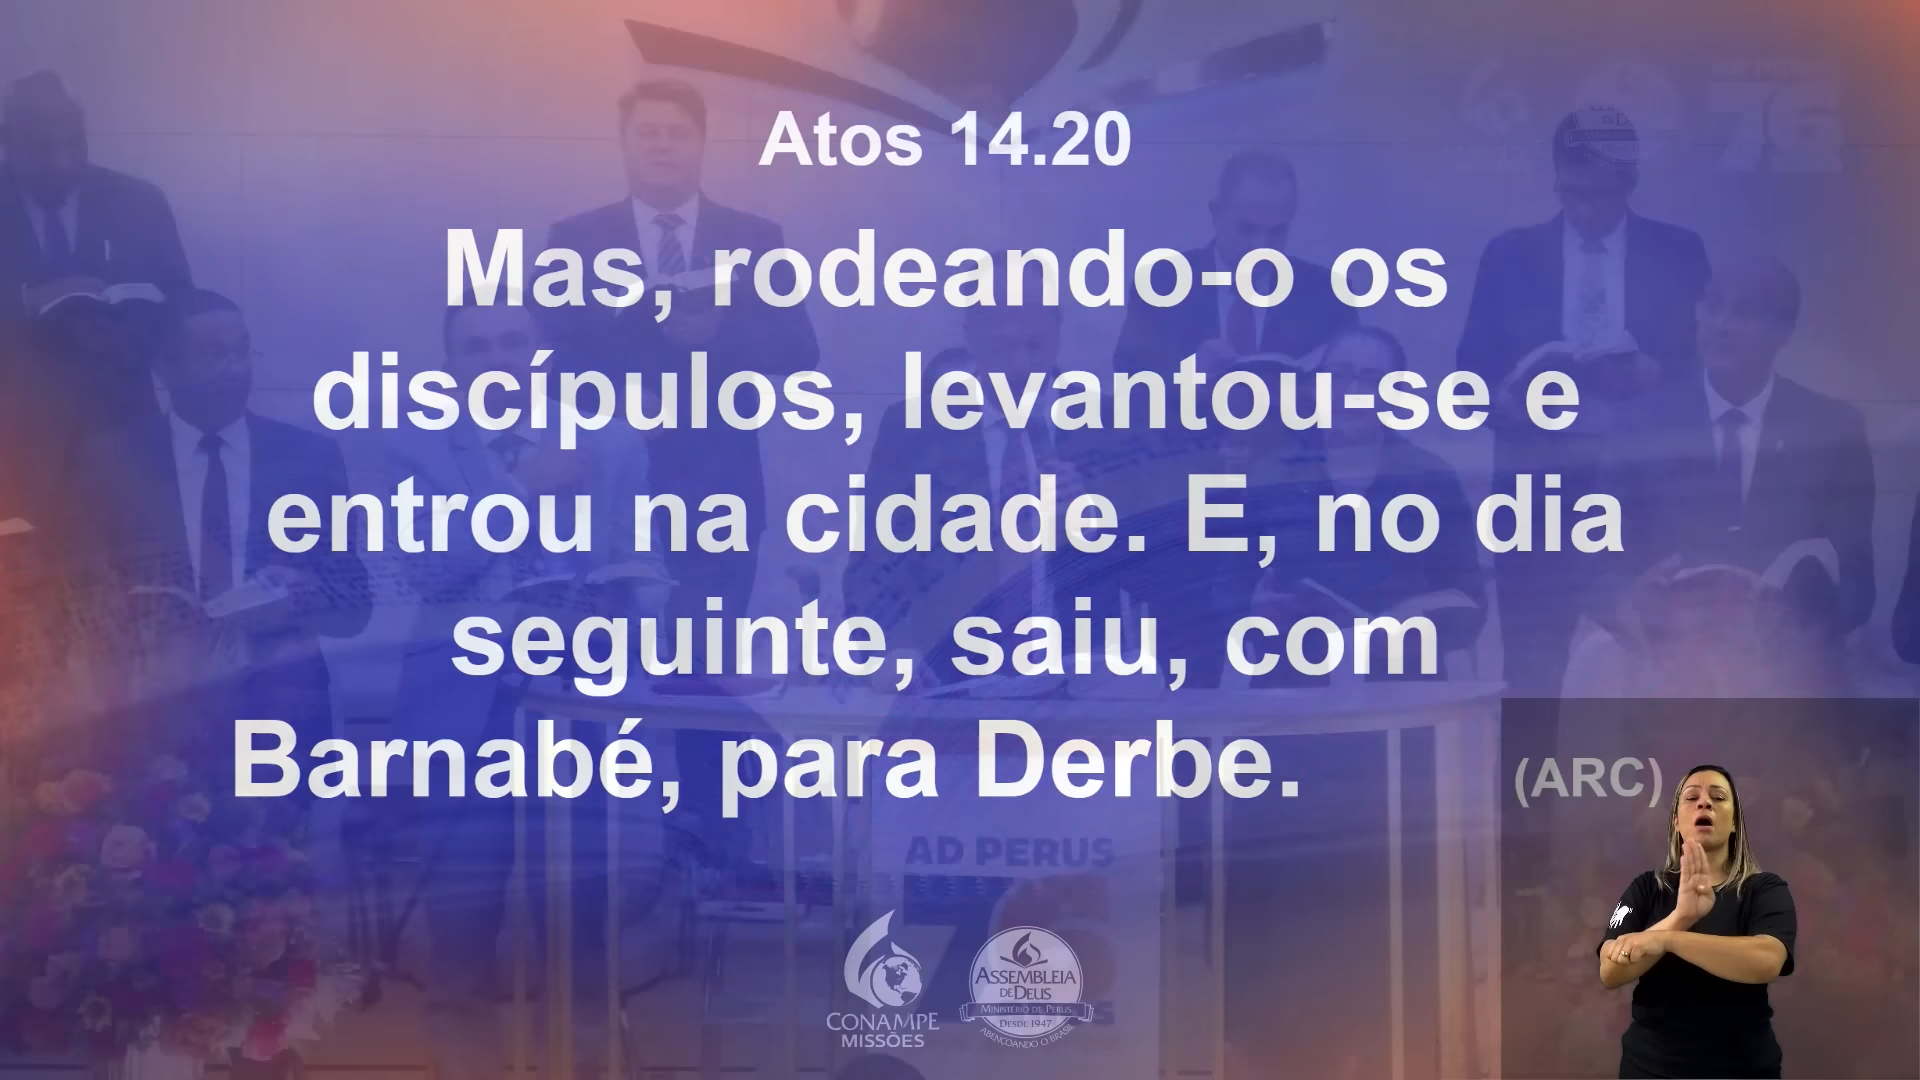 Atos 14.20
Mas, rodeando-o os
discípulos, levantou-se e
entrou na cidade. E, no dia
seguinte, saiu, com
Barnabé, para Derbe.
(ARC)
AD PERUS
CONAMPE
MISSÕES
ASSEMBLEIA
DE DEUS
MINISTÉRIO DE PERUS
DESDE 1947
ABENÇOANDO O BRASIL